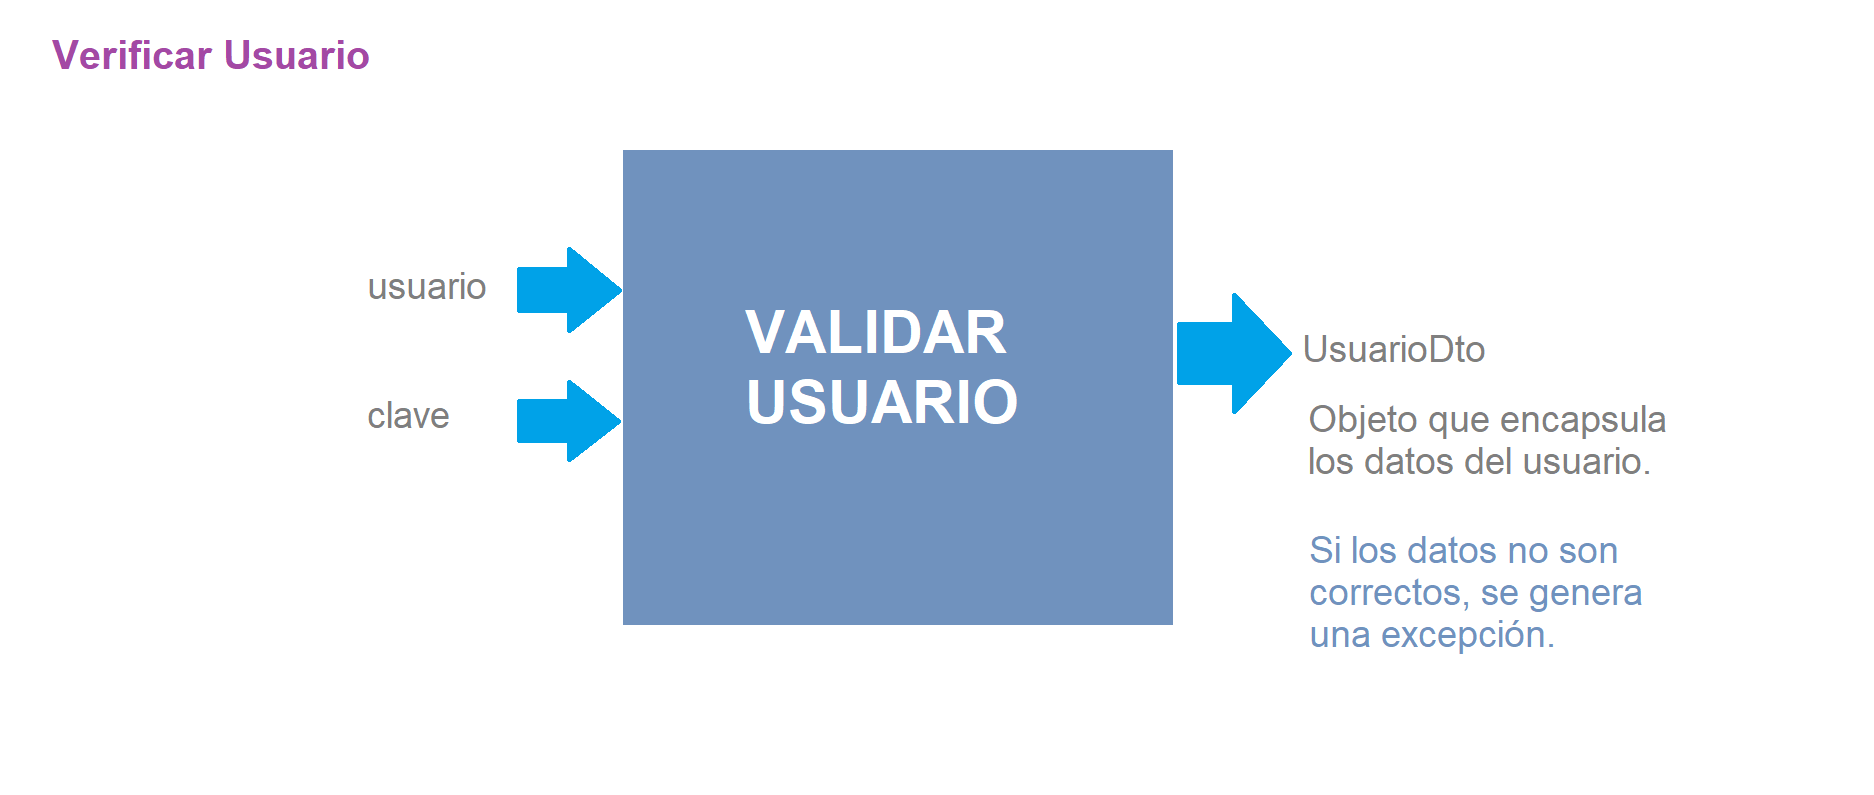 Verificar Usuario
usuario
clave
VALIDAR
USUARIO
UsuarioDto
Objeto que encapsula
los datos del usuario.
Si los datos no son
correctos, se genera
una excepción.